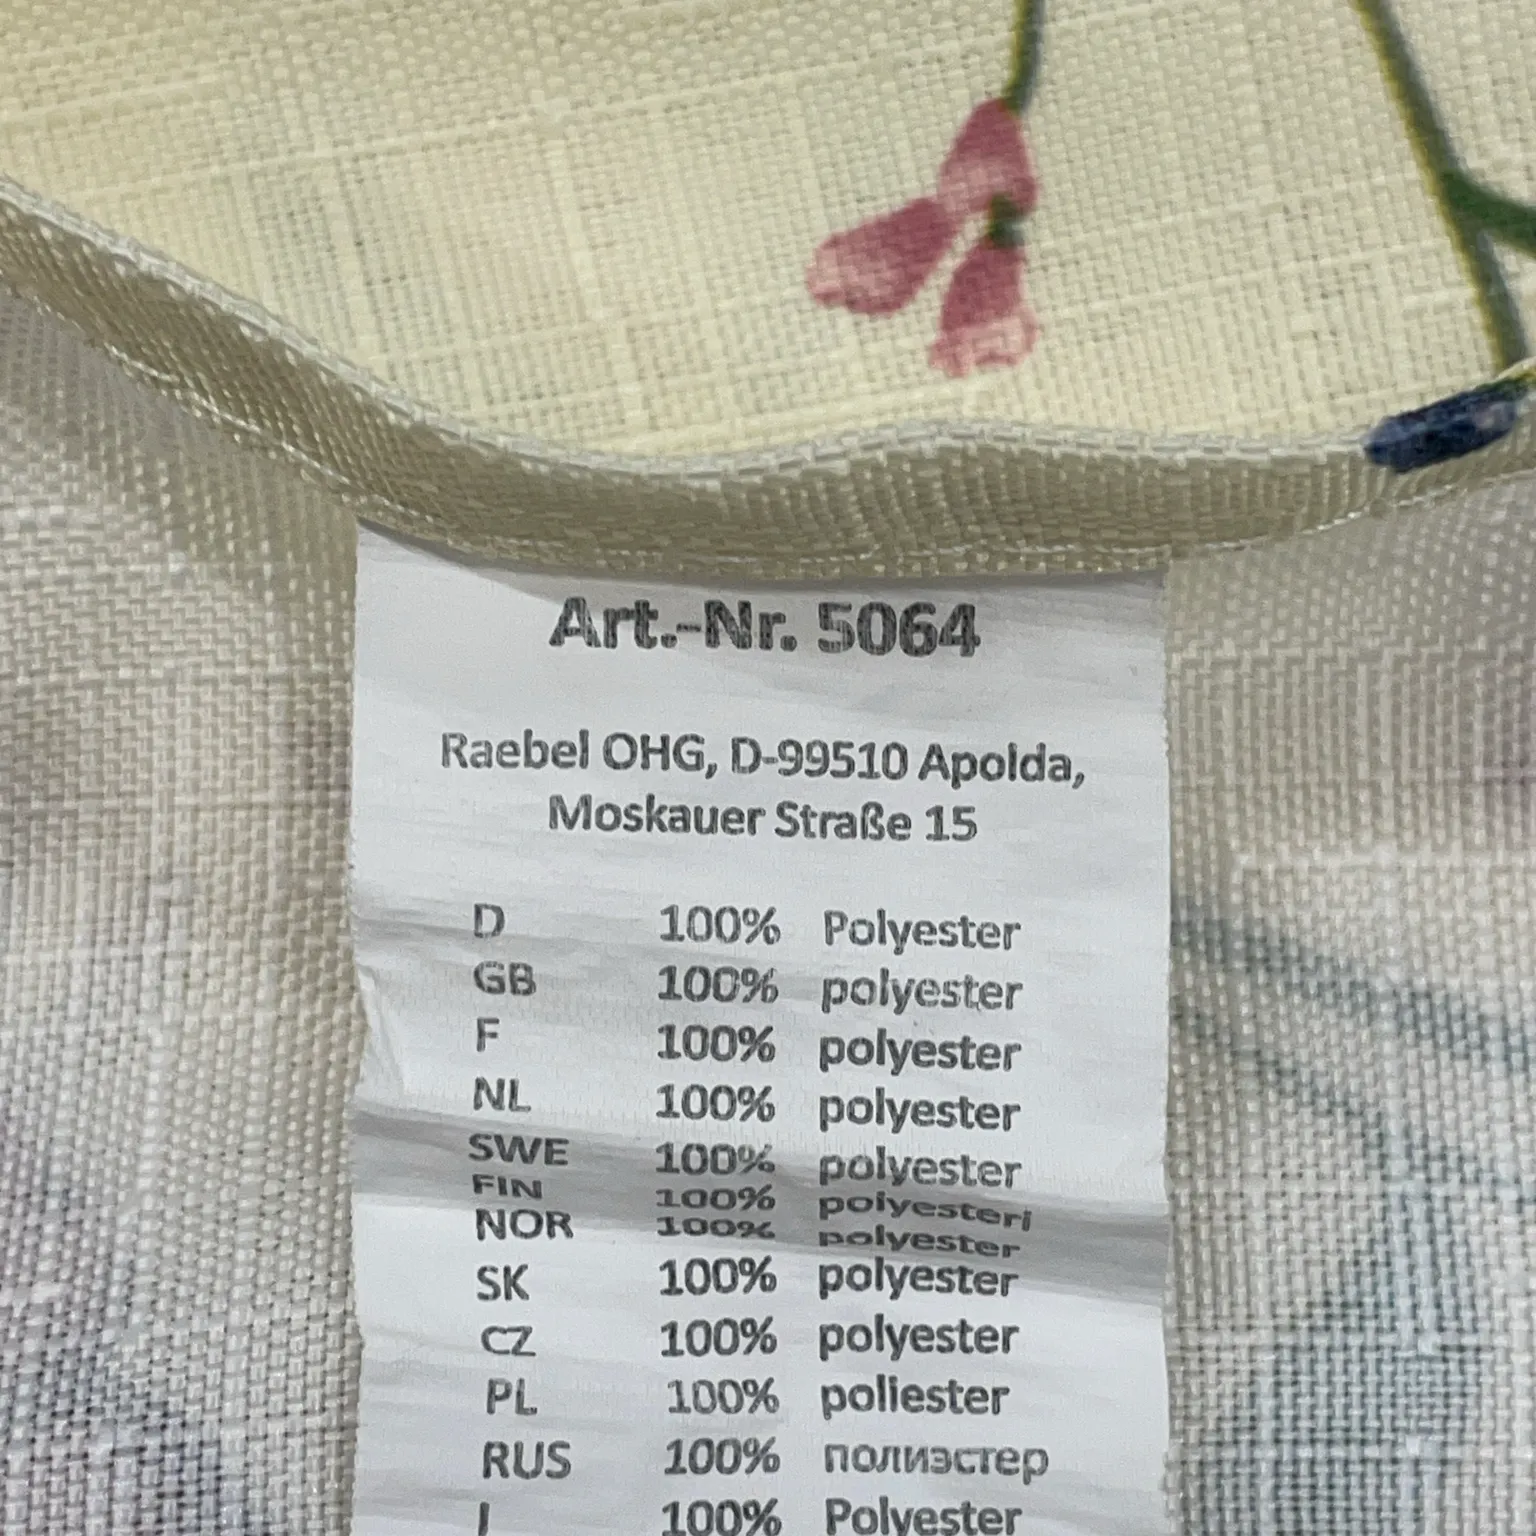 Art.-Nr. 5064
Raebel OHG, D-99510 Apolda,
Moskauer Straße 15
D 100% Polyester
GB 100% polyester
F 100% polyester
NL 100% polyester
SWE 100% polyester
FIN 100% polyesteri
NOR 100% polyester
SK 100% polyester
CZ 100% polyester
PL 100% poliester
RUS 100% полиэстер
I 100% Polyester